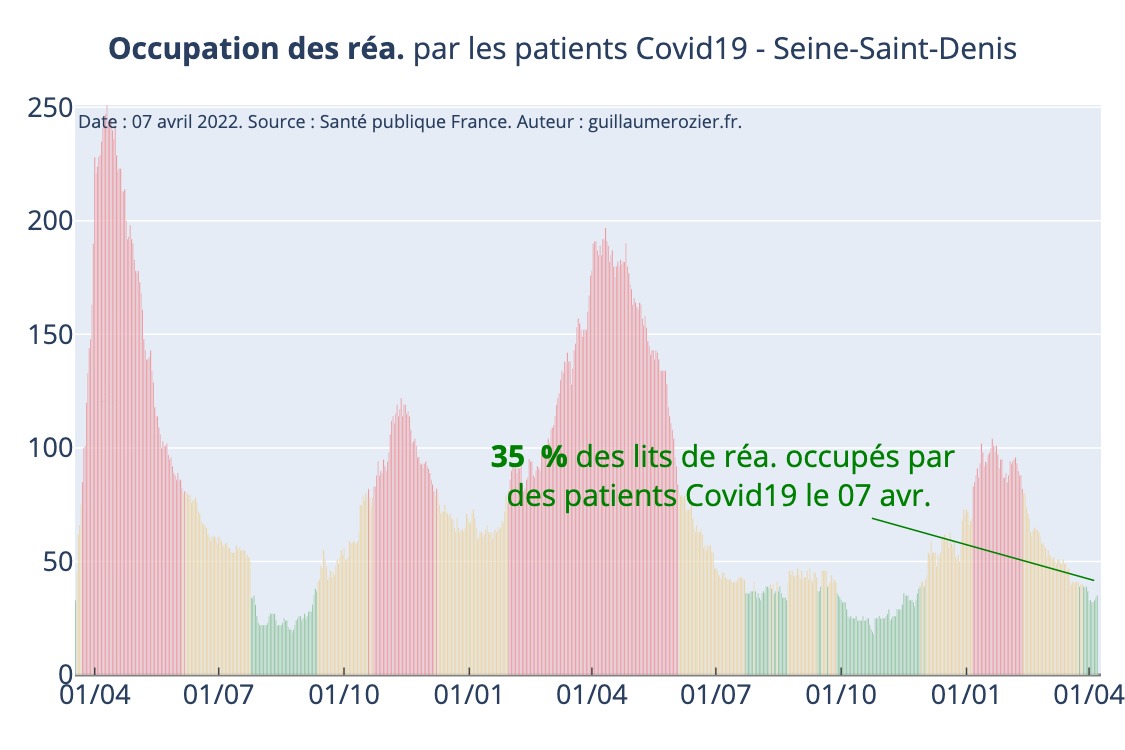 Occupation des réa. par les patients Covid19 - Seine-Saint-Denis
250
Date : 07 avril 2022. Source : Santé publique France. Auteur : guillaumerozier.fr.
200
150
100
35 % des lits de réa. occupés par
des patients Covid19 le 07 avr.
50
0
01/04 01/07 01/10 01/01 01/04 01/07 01/10 01/01 01/04